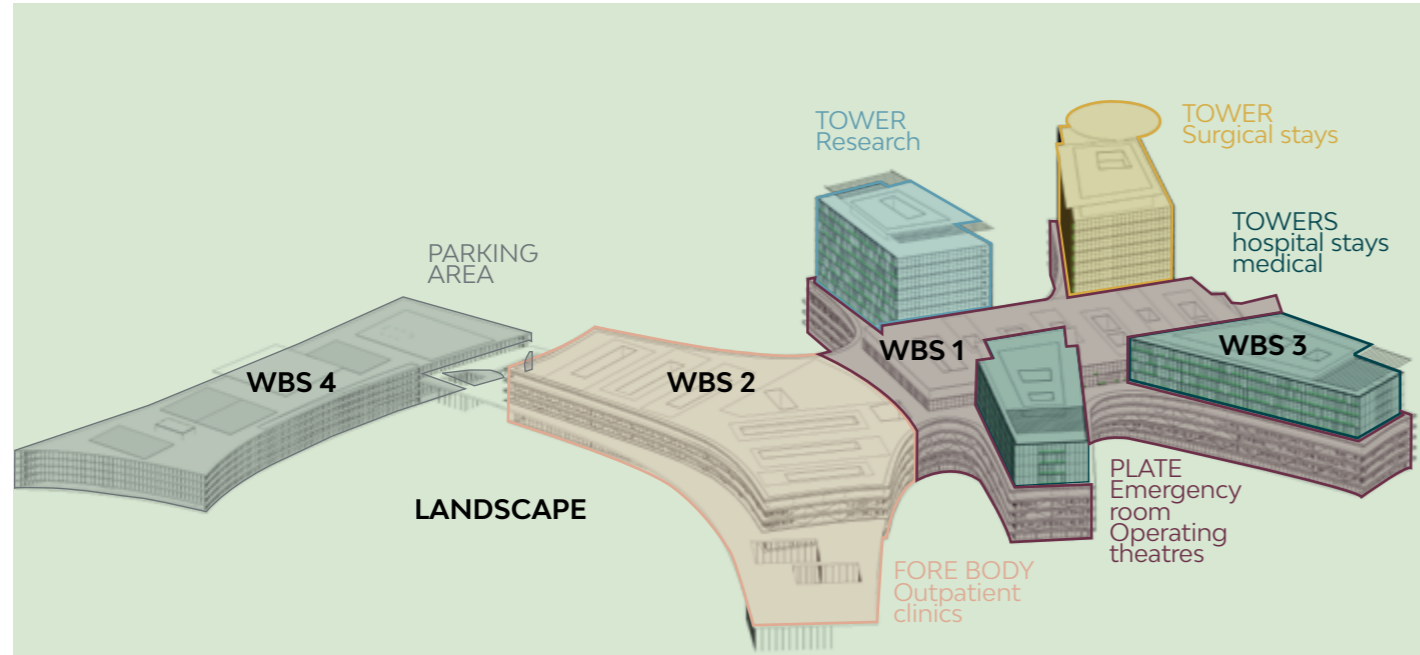 TOWER
Research
TOWER
Surgical stays
TOWERS
hospital stays
medical
PARKING
AREA
WBS 1
WBS 3
WBS 4
WBS 2
PLATE
Emergency
room
Operating
theatres
LANDSCAPE
FORE BODY
Outpatient
clinics